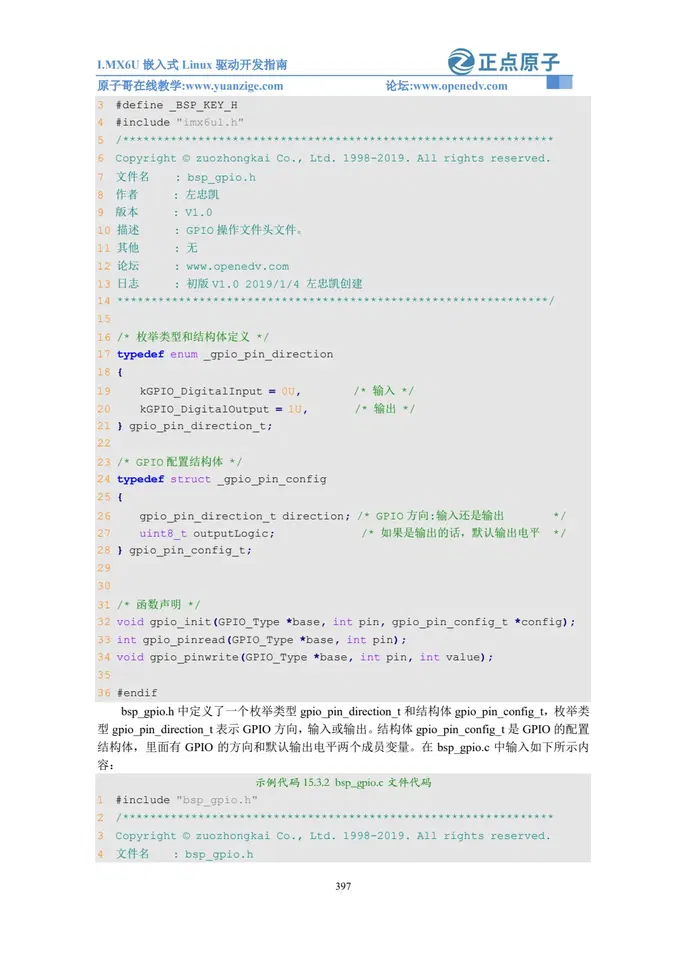 I.MX6U 嵌入式 Linux 驱动开发指南
正点原子
原子哥在线教学:www.yuanzige.com 论坛:www.openedv.com
3 #define _BSP_KEY_H
4 #include "imx6ul.h"
5 /***************************************************************
6 Copyright © zuozhongkai Co., Ltd. 1998-2019. All rights reserved.
7 文件名 : bsp_gpio.h
8 作者 : 左忠凯
9 版本 : V1.0
10 描述 : GPIO 操作文件头文件。
11 其他 : 无
12 论坛 : www.openedv.com
13 日志 : 初版 V1.0 2019/1/4 左忠凯创建
14 ***************************************************************/
15
16 /* 枚举类型和结构体定义 */
17 typedef enum _gpio_pin_direction
18 {
19 kGPIO_DigitalInput = 0U, /* 输入 */
20 kGPIO_DigitalOutput = 1U, /* 输出 */
21 } gpio_pin_direction_t;
22
23 /* GPIO 配置结构体 */
24 typedef struct _gpio_pin_config
25 {
26 gpio_pin_direction_t direction; /* GPIO 方向:输入还是输出 */
27 uint8_t outputLogic; /* 如果是输出的话，默认输出电平 */
28 } gpio_pin_config_t;
29
30
31 /* 函数声明 */
32 void gpio_init(GPIO_Type *base, int pin, gpio_pin_config_t *config);
33 int gpio_pinread(GPIO_Type *base, int pin);
34 void gpio_pinwrite(GPIO_Type *base, int pin, int value);
35
36 #endif
bsp_gpio.h 中定义了一个枚举类型 gpio_pin_direction_t 和结构体 gpio_pin_config_t，枚举类
型 gpio_pin_direction_t 表示 GPIO 方向，输入或输出。结构体 gpio_pin_config_t 是 GPIO 的配置
结构体，里面有 GPIO 的方向和默认输出电平两个成员变量。在 bsp_gpio.c 中输入如下所示内
容：
示例代码 15.3.2 bsp_gpio.c 文件代码
1 #include "bsp_gpio.h"
2 /***************************************************************
3 Copyright © zuozhongkai Co., Ltd. 1998-2019. All rights reserved.
4 文件名 : bsp_gpio.h
397